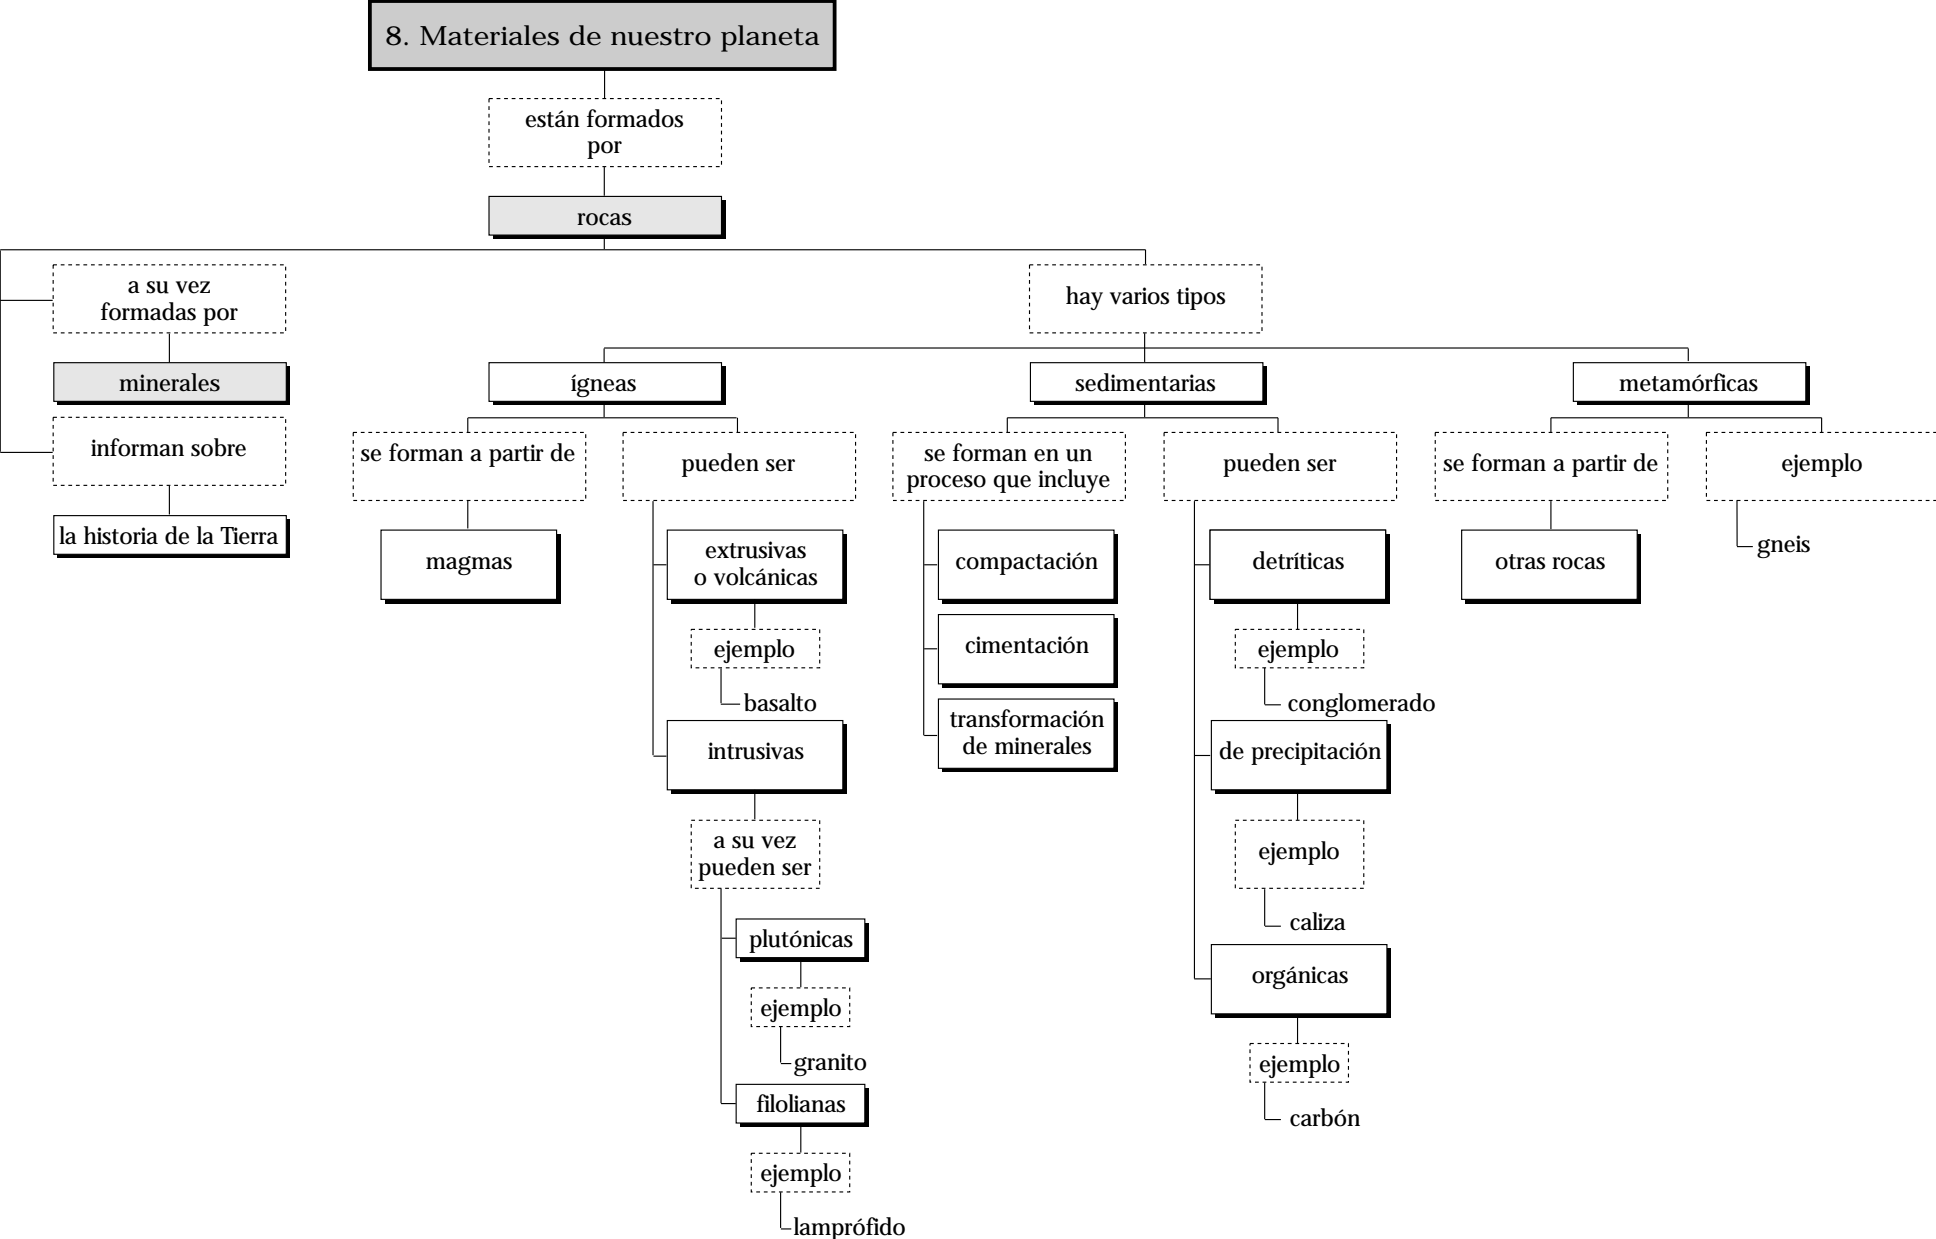 8. Materiales de nuestro planeta
están formados
por
rocas
a su vez
formadas por
minerales
informan sobre
la historia de la Tierra
hay varios tipos
ígneas
se forman a partir de
magmas
pueden ser
extrusivas
o volcánicas
ejemplo
basalto
intrusivas
a su vez
pueden ser
plutónicas
ejemplo
granito
filolianas
ejemplo
lamprófido
sedimentarias
se forman en un
proceso que incluye
compactación
cimentación
transformación
de minerales
pueden ser
detríticas
ejemplo
conglomerado
de precipitación
ejemplo
caliza
orgánicas
ejemplo
carbón
metamórficas
se forman a partir de
otras rocas
ejemplo
gneis